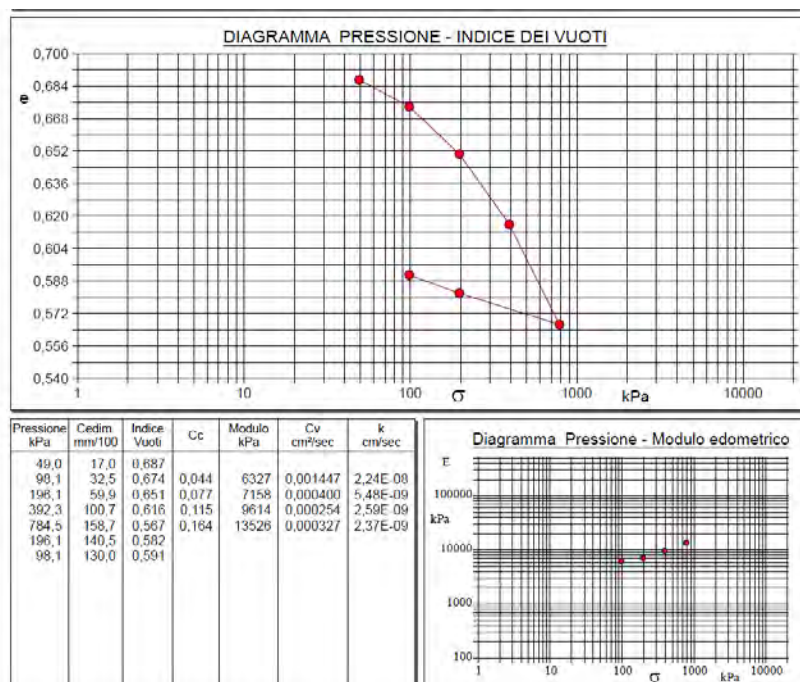 DIAGRAMMA PRESSIONE - INDICE DEI VUOTI
0,700
0,684
e
0,668
0,652
0,636
0,620
0,604
0,588
0,572
0,556
0,540
1 10 100 σ 1000 kPa 10000
Pressione kPa Cedim. mm/100 Indice Vuoti Cc Modulo kPa Cv cm²/sec k cm/sec
49,0 17,0 0,687
98,1 32,5 0,674 0,044 6327 0,001447 2,24E-08
196,1 59,9 0,651 0,077 7158 0,000400 5,48E-09
392,3 100,7 0,616 0,115 9614 0,000254 2,59E-09
784,5 158,7 0,567 0,164 13526 0,000327 2,37E-09
196,1 140,5 0,582
98,1 130,0 0,591
Diagramma Pressione - Modulo edometrico
E
100000
kPa
10000
1000
100
1 10 100 σ 1000 kPa 10000